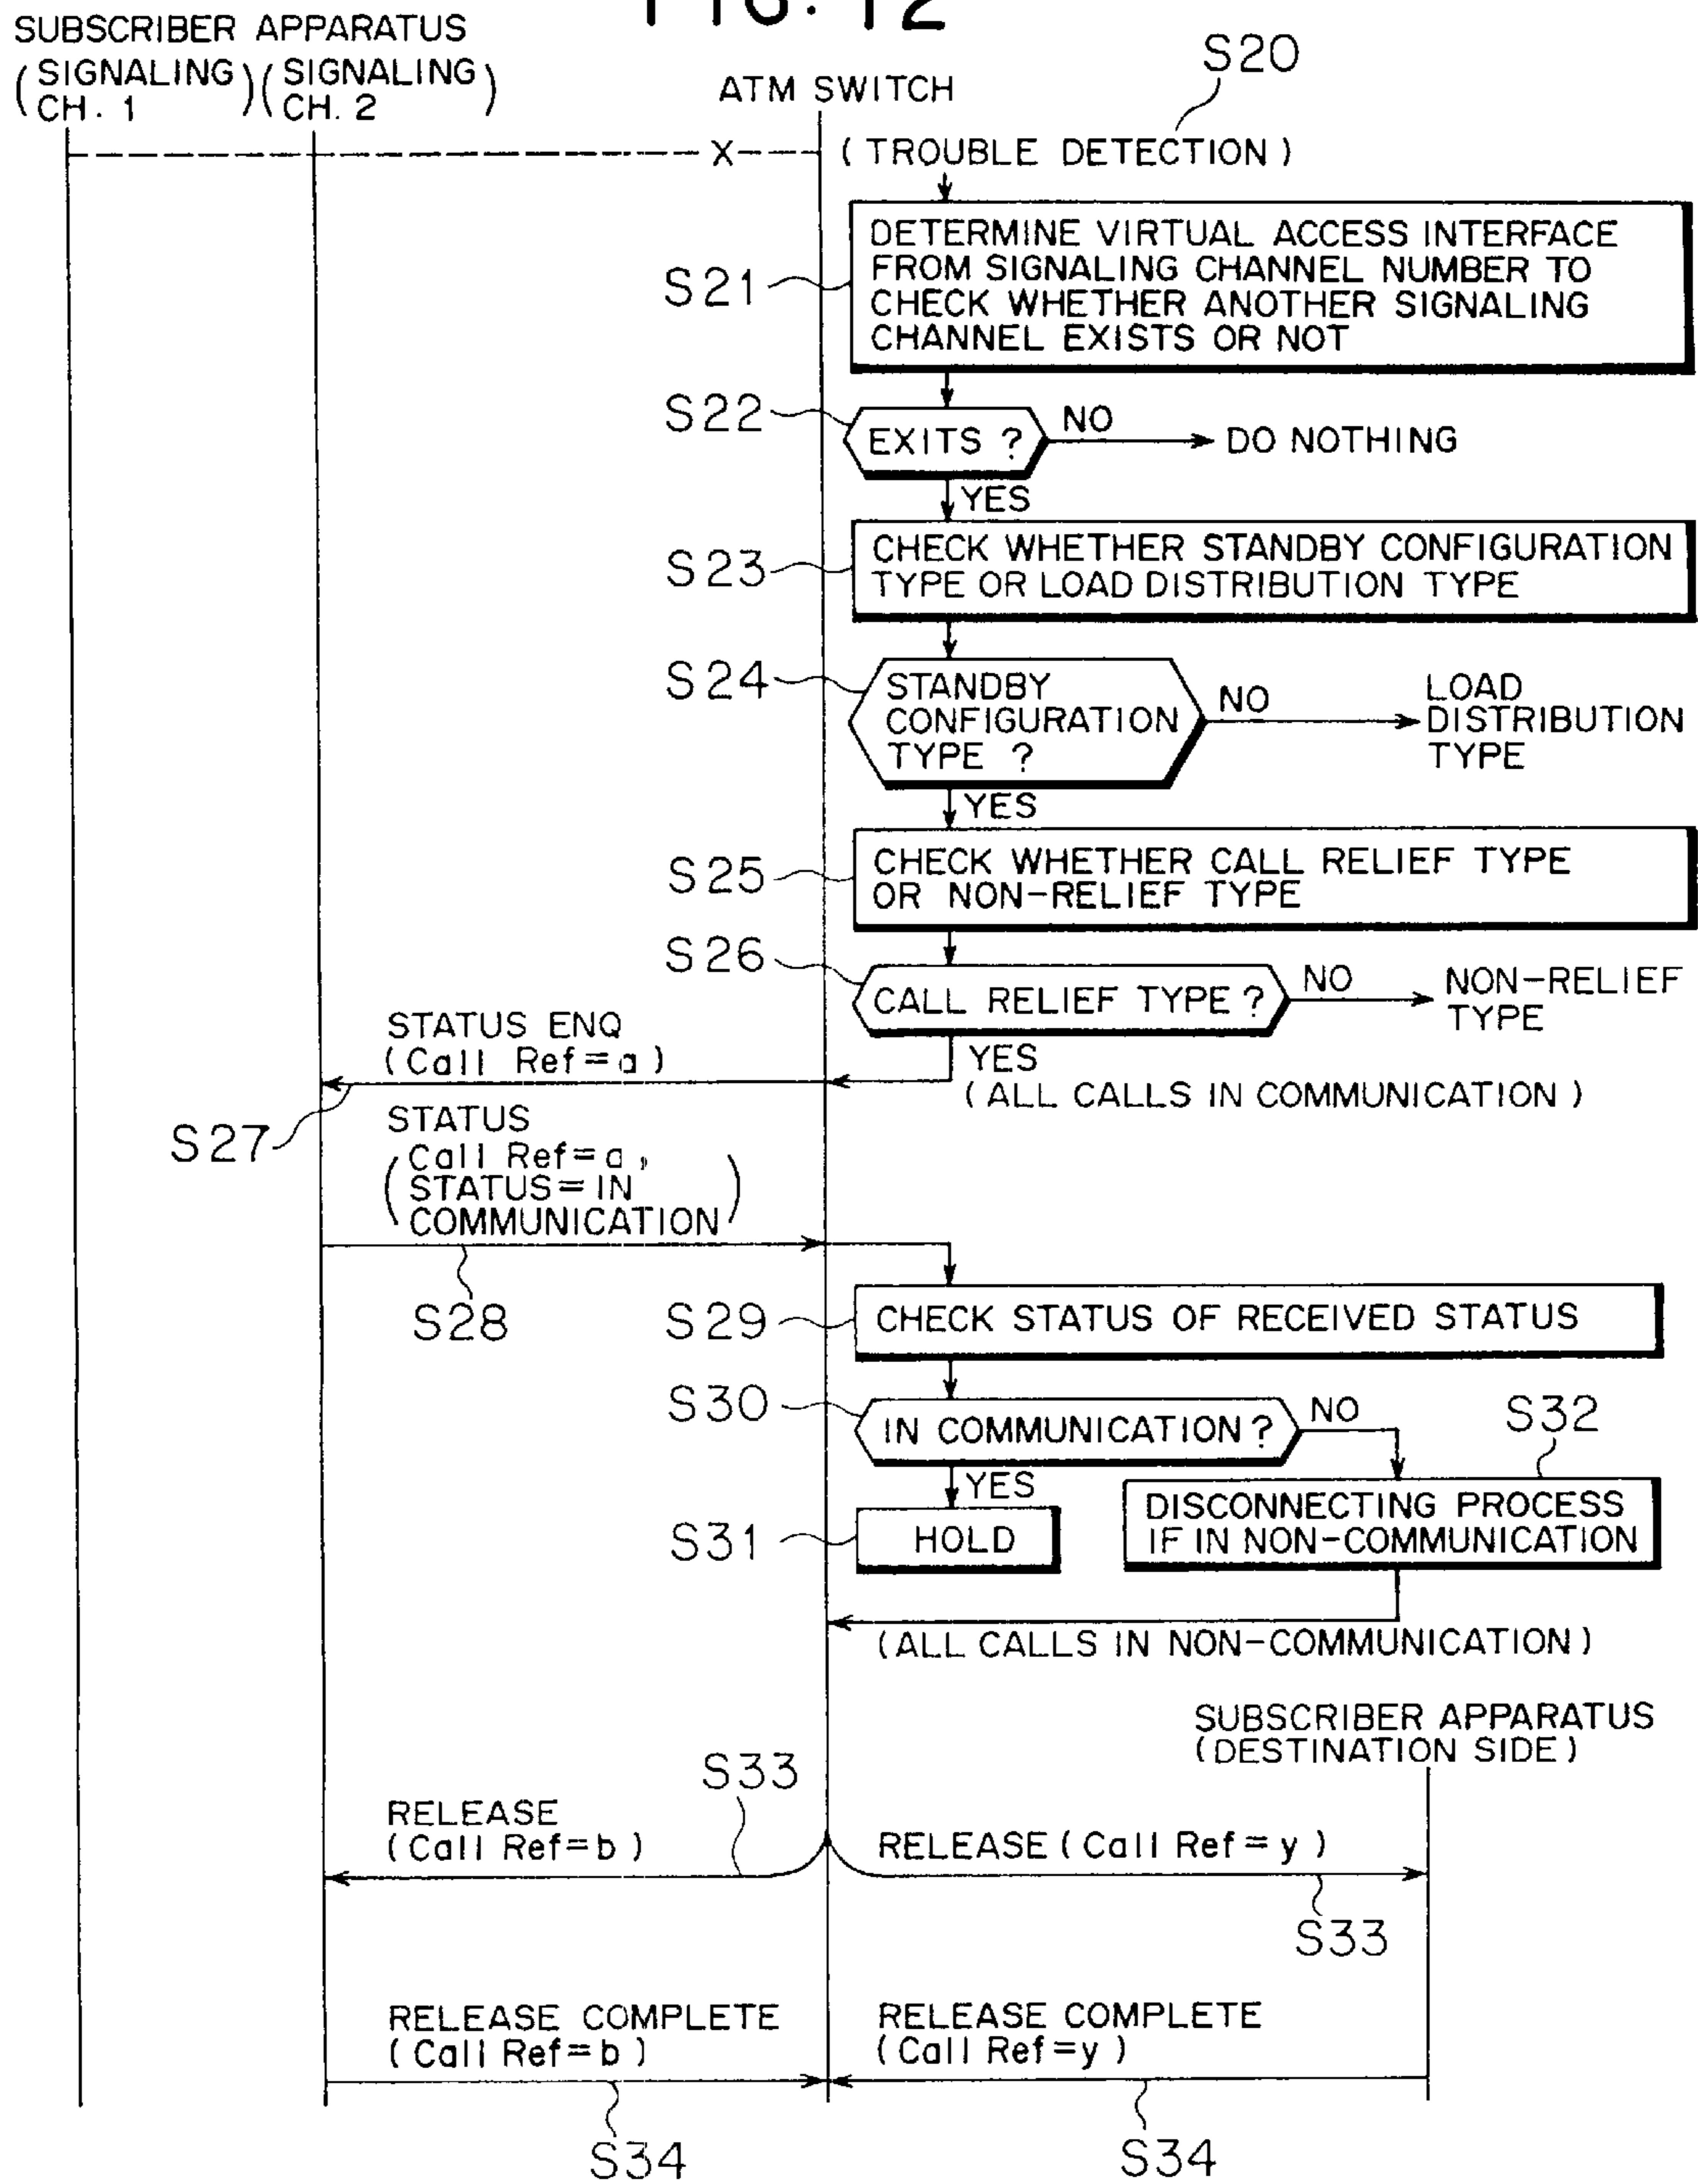 FIG. 12
SUBSCRIBER APPARATUS
(SIGNALING CH. 1) (SIGNALING CH. 2)
ATM SWITCH
S20
X
(TROUBLE DETECTION)
S21
DETERMINE VIRTUAL ACCESS INTERFACE
FROM SIGNALING CHANNEL NUMBER TO
CHECK WHETHER ANOTHER SIGNALING
CHANNEL EXISTS OR NOT
S22
EXITS ?
NO
DO NOTHING
YES
S23
CHECK WHETHER STANDBY CONFIGURATION
TYPE OR LOAD DISTRIBUTION TYPE
S24
STANDBY
CONFIGURATION
TYPE ?
NO
LOAD
DISTRIBUTION
TYPE
YES
S25
CHECK WHETHER CALL RELIEF TYPE
OR NON-RELIEF TYPE
S26
CALL RELIEF TYPE ?
NO
NON-RELIEF
TYPE
YES
(ALL CALLS IN COMMUNICATION)
STATUS ENQ
(Call Ref=a)
S27
STATUS
(Call Ref=a,
STATUS=IN
COMMUNICATION)
S28
S29
CHECK STATUS OF RECEIVED STATUS
S30
IN COMMUNICATION ?
NO
S32
YES
S31
HOLD
DISCONNECTING PROCESS
IF IN NON-COMMUNICATION
(ALL CALLS IN NON-COMMUNICATION)
SUBSCRIBER APPARATUS
(DESTINATION SIDE)
S33
RELEASE
(Call Ref=b)
RELEASE (Call Ref=y)
S33
RELEASE COMPLETE
(Call Ref=b)
RELEASE COMPLETE
(Call Ref=y)
S34
S34